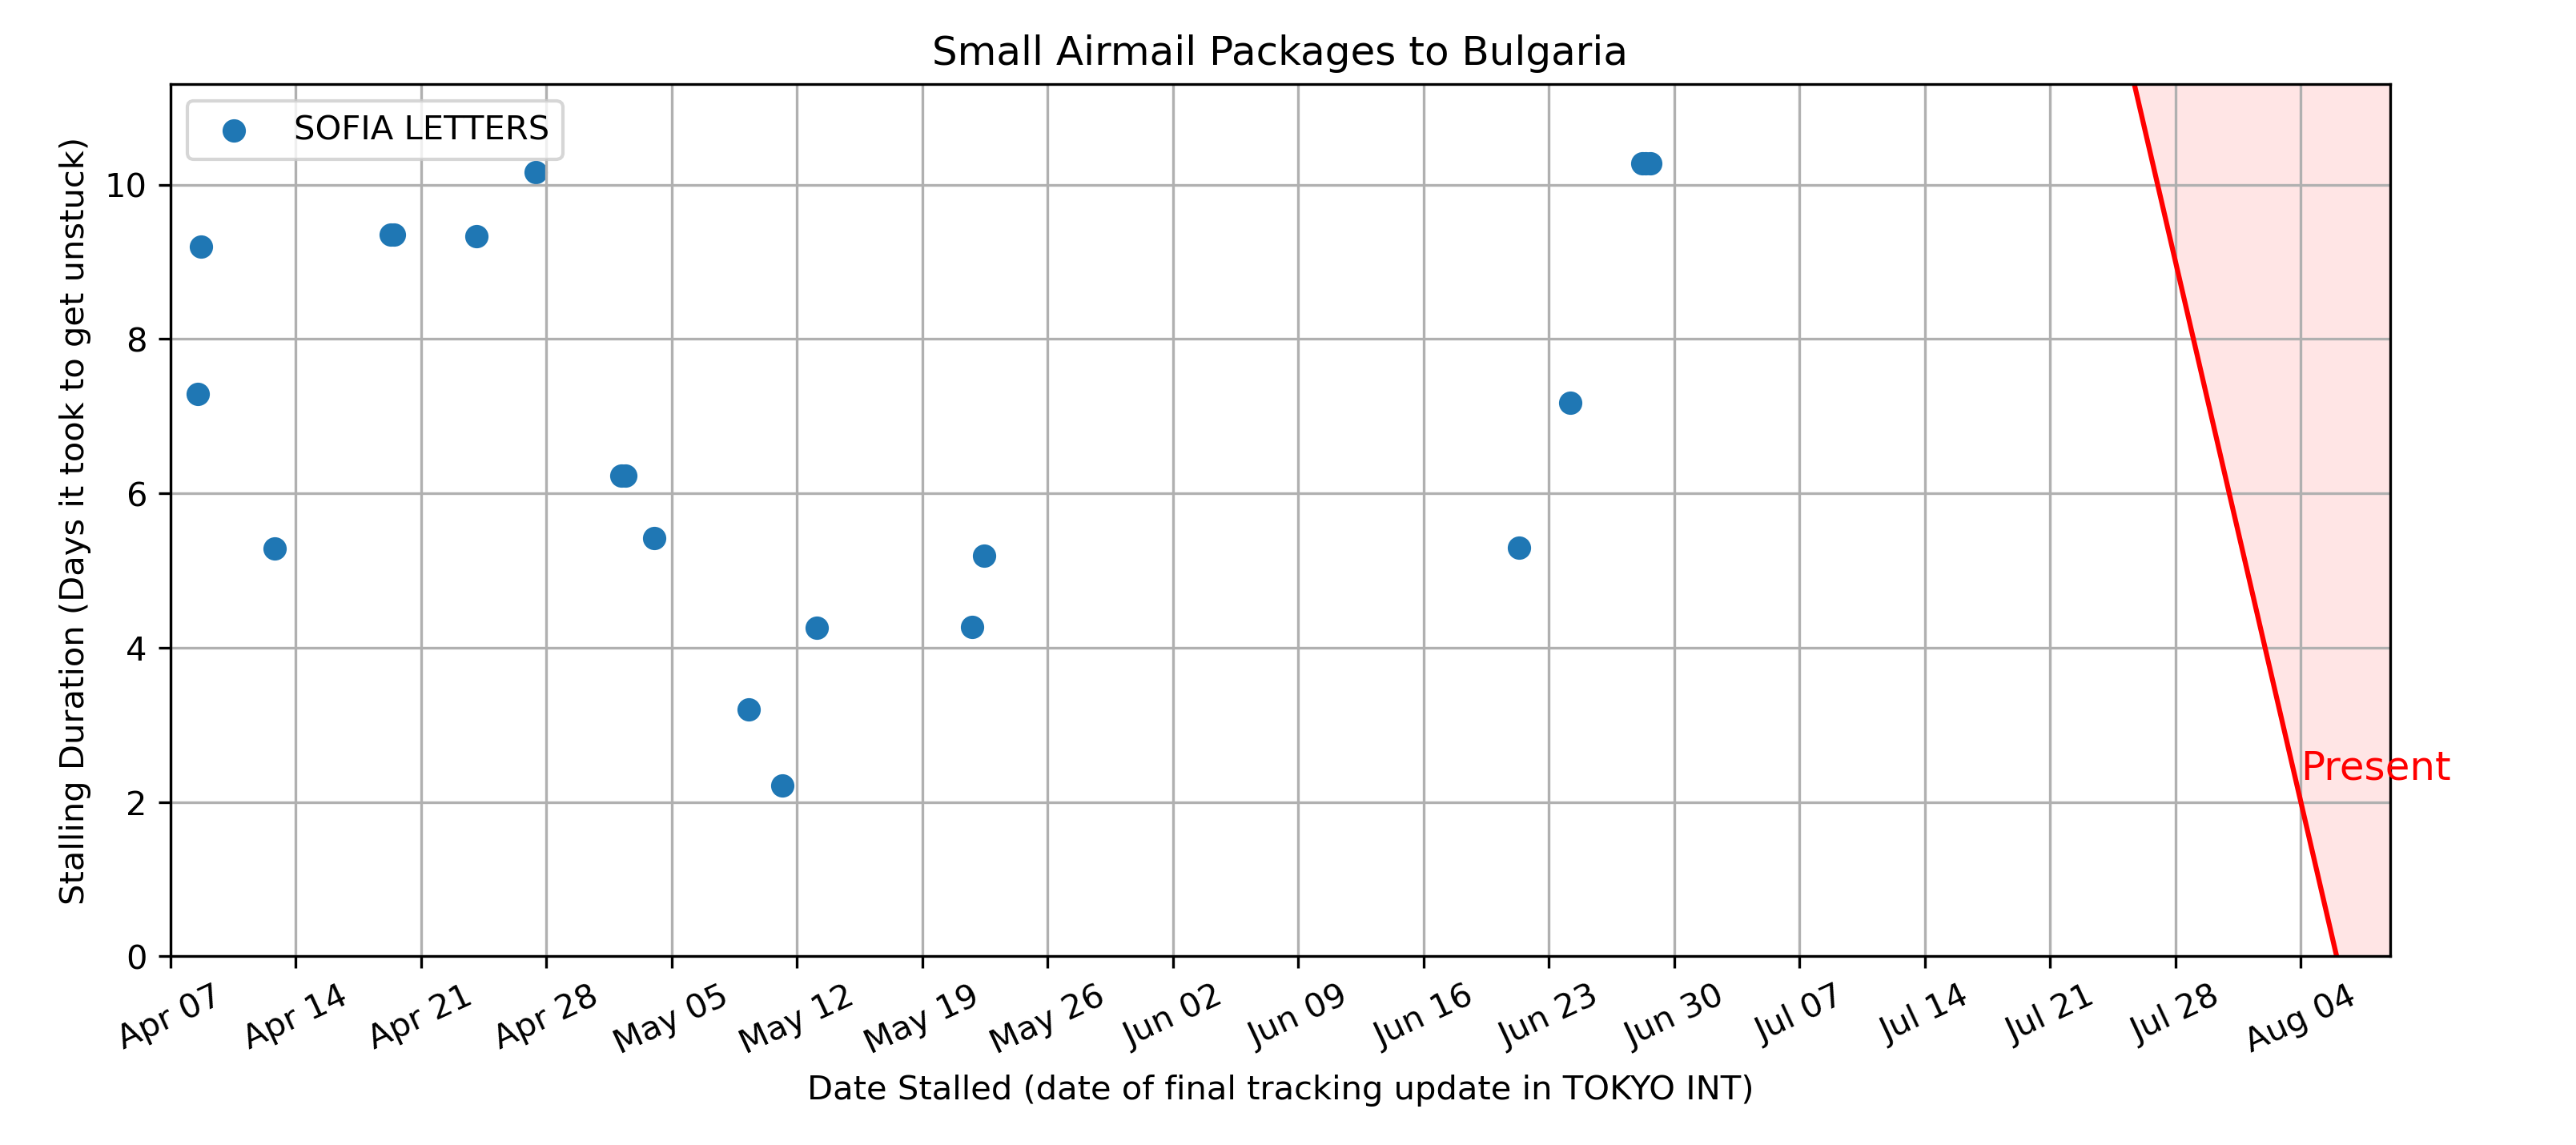 Small Airmail Packages to Bulgaria
SOFIA LETTERS
Stalling Duration (Days it took to get unstuck)
10
8
6
4
2
0
Present
Apr 07
Apr 14
Apr 21
Apr 28
May 05
May 12
May 19
May 26
Jun 02
Jun 09
Jun 16
Jun 23
Jun 30
Jul 07
Jul 14
Jul 21
Jul 28
Aug 04
Date Stalled (date of final tracking update in TOKYO INT)